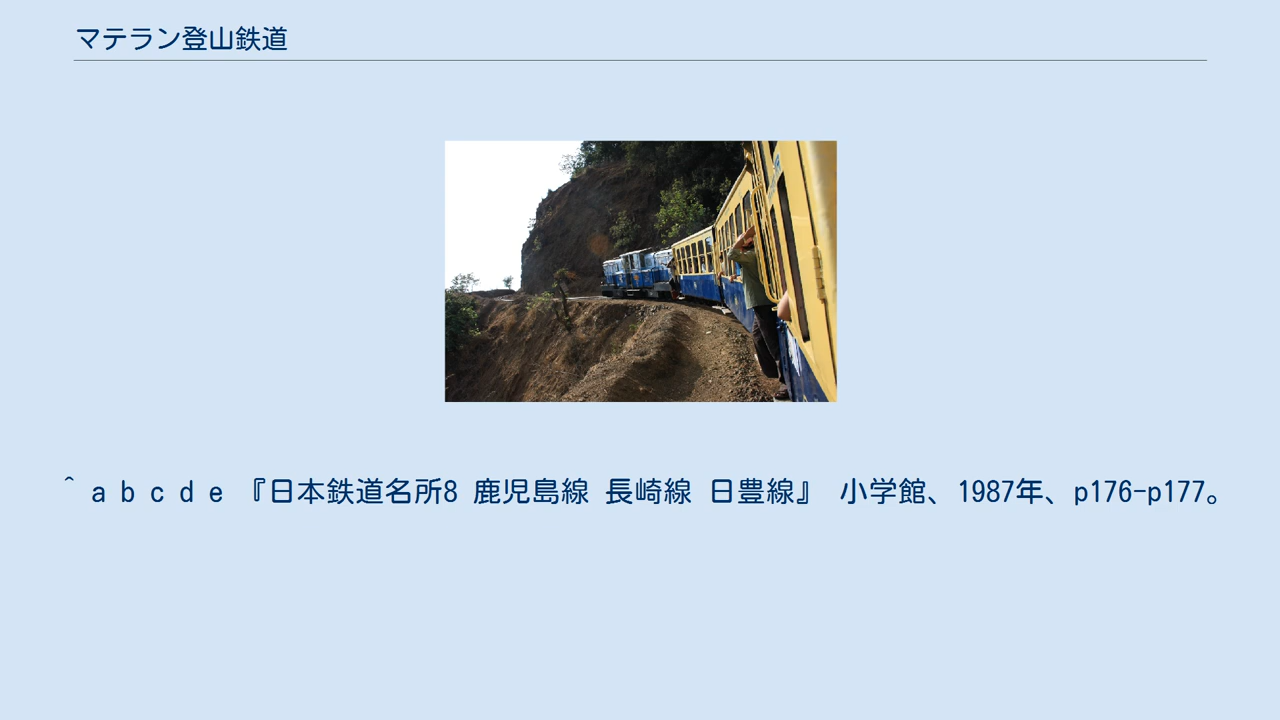 マテラン登山鉄道
^ a b c d e 『日本鉄道名所8 鹿児島線 長崎線 日豊線』 小学館、1987年、p176-p177。